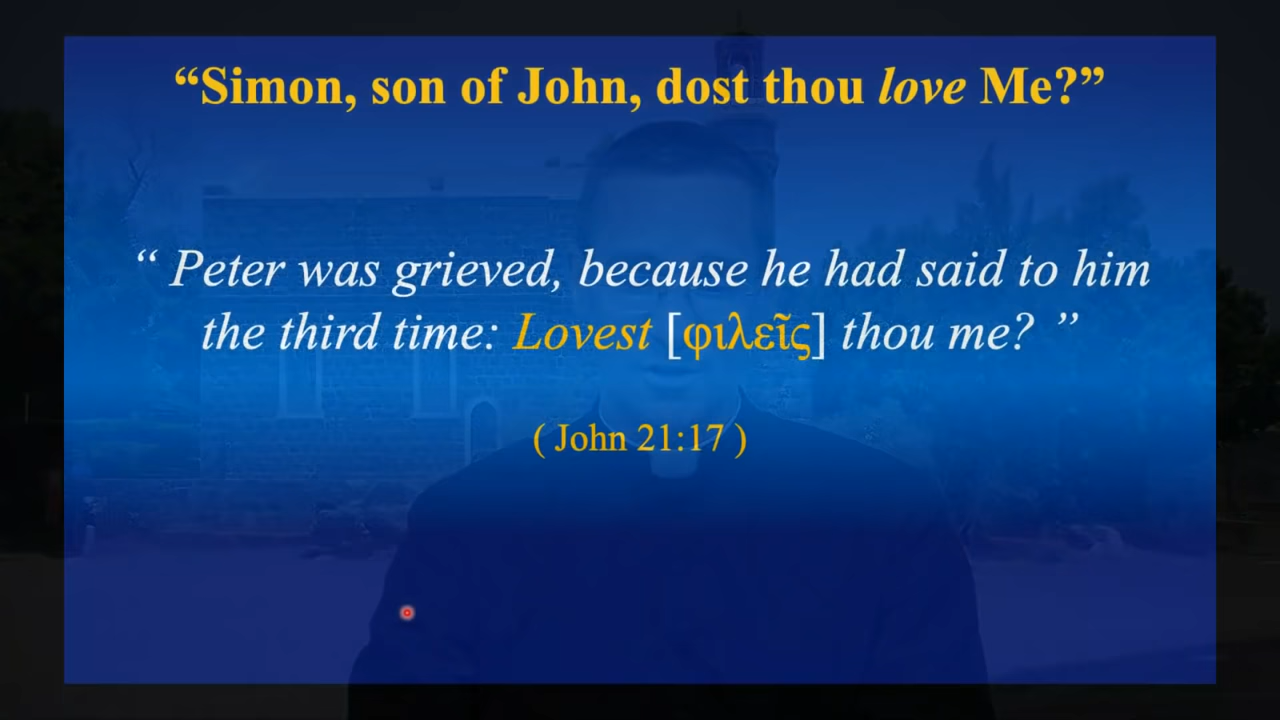 “Simon, son of John, dost thou love Me?”
“ Peter was grieved, because he had said to him
the third time: Lovest [φιλεῖς] thou me? ”
( John 21:17 )